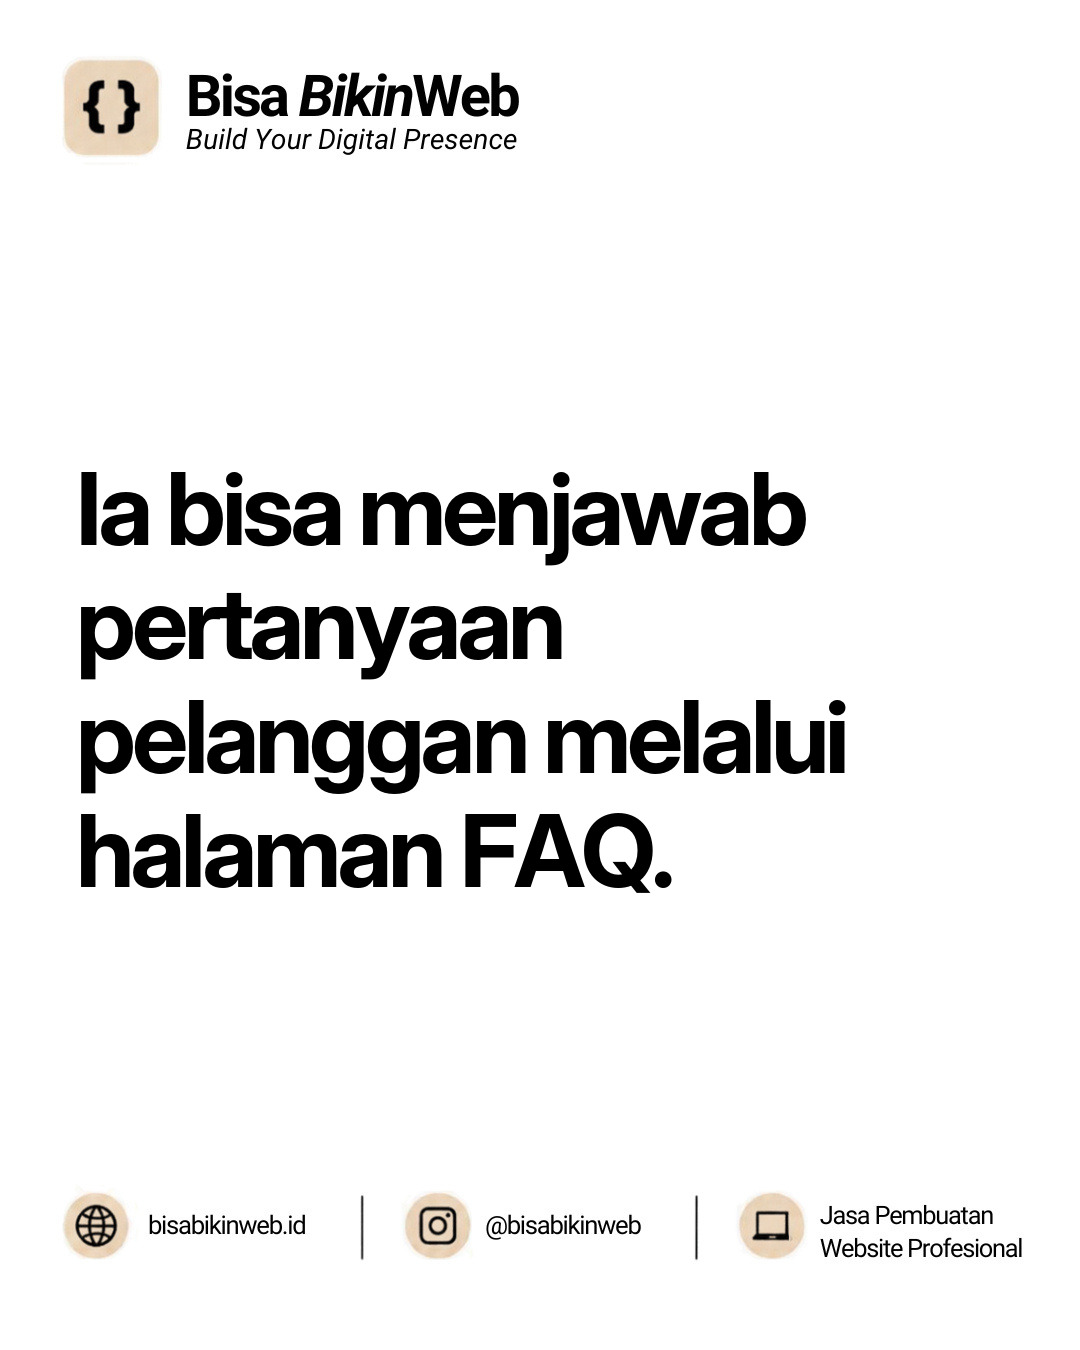 { }
Bisa BikinWeb
Build Your Digital Presence
Ia bisa menjawab
pertanyaan
pelanggan melalui
halaman FAQ.
bisabikinweb.id
@bisabikinweb
Jasa Pembuatan
Website Profesional